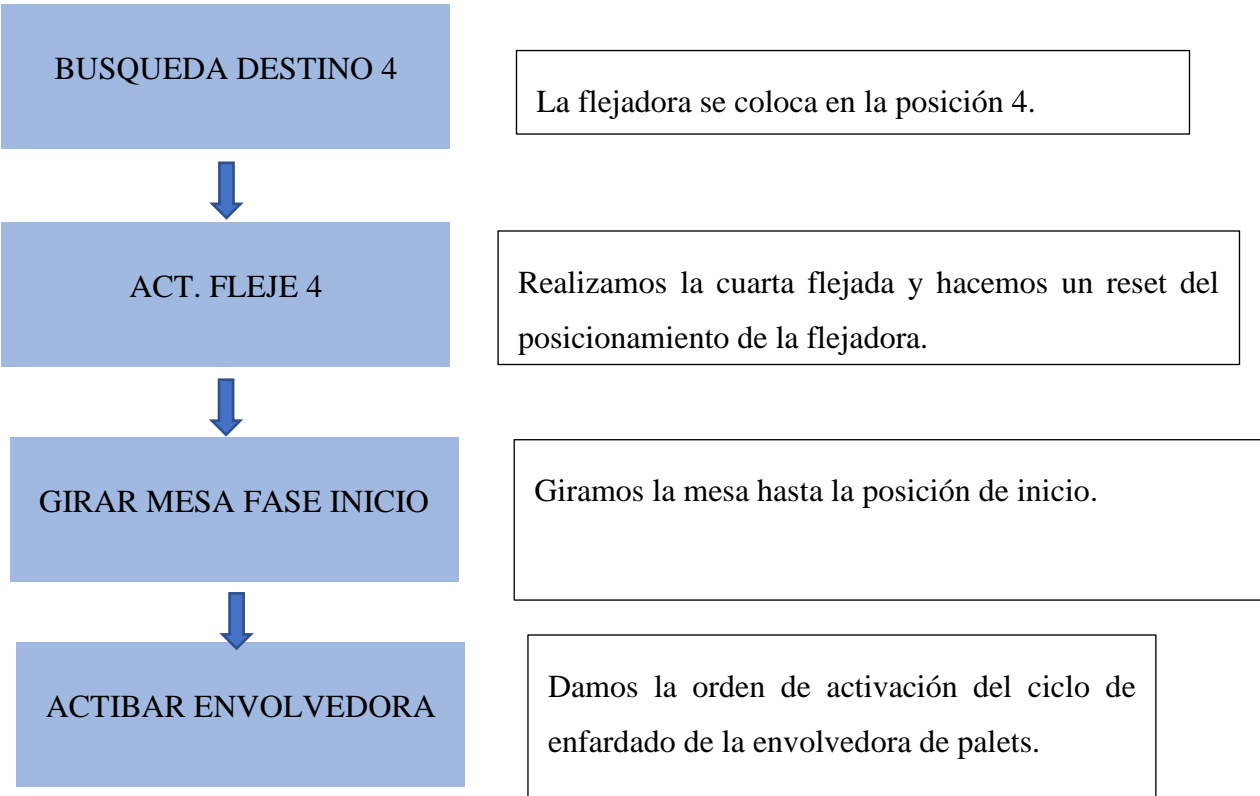 BUSQUEDA DESTINO 4
La flejadora se coloca en la posición 4.
ACT. FLEJE 4
Realizamos la cuarta flejada y hacemos un reset del
posicionamiento de la flejadora.
GIRAR MESA FASE INICIO
Giramos la mesa hasta la posición de inicio.
ACTIBAR ENVOLVEDORA
Damos la orden de activación del ciclo de
enfardado de la envolvedora de palets.